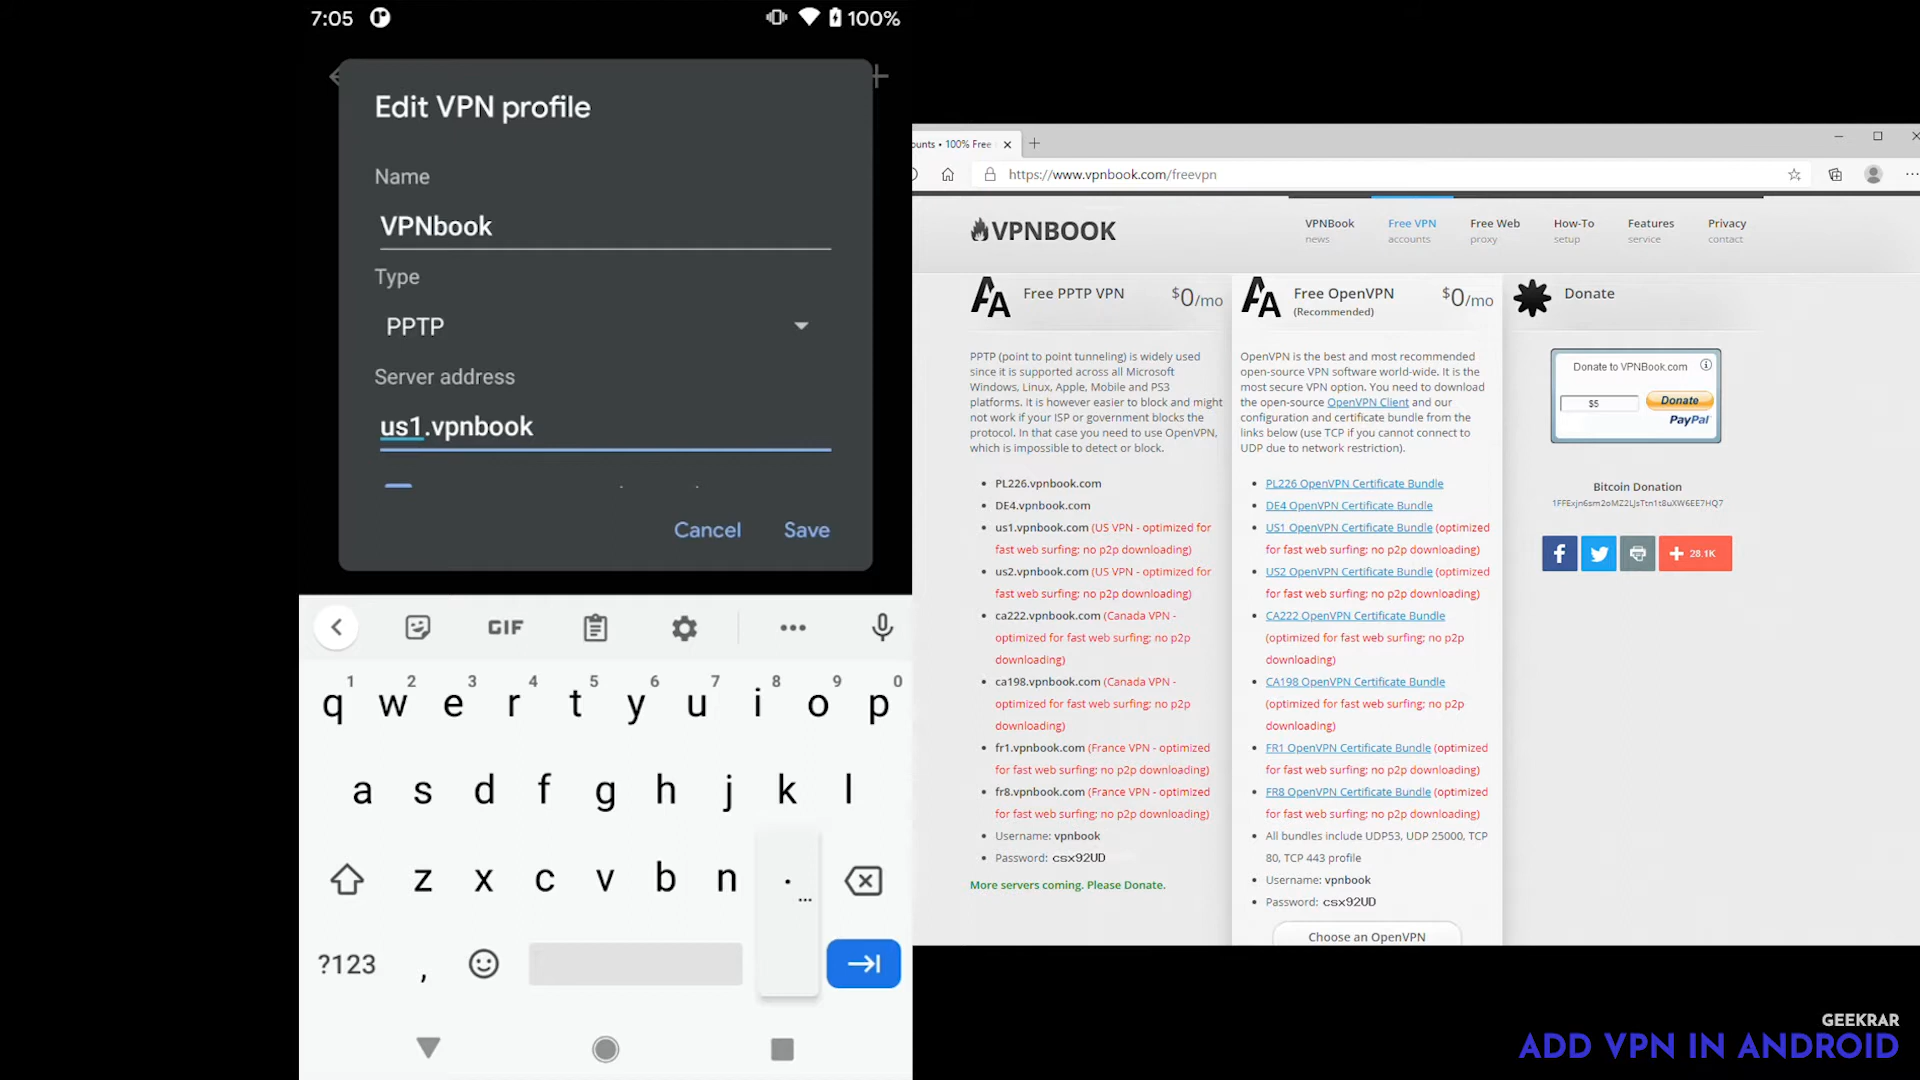 7:05
100%
Edit VPN profile
Name
VPNbook
Type
PPTP
Server address
us1.vpnbook
Cancel
Save
GIF
1 2 3 4 5 6 7 8 9 0
q w e r t y u i o p
a s d f g h j k l
z x c v b n .
...
?123 ,
ounts • 100% Free
https://www.vpnbook.com/freevpn
VPNBOOK
VPNBook
news
Free VPN
accounts
Free Web
proxy
How-To
setup
Features
service
Privacy
contact
Free PPTP VPN
$0/mo
PPTP (point to point tunneling) is widely used
since it is supported across all Microsoft
Windows, Linux, Apple, Mobile and PS3
platforms. It is however easier to block and might
not work if your ISP or government blocks the
protocol. In that case you need to use OpenVPN,
which is impossible to detect or block.
PL226.vpnbook.com
DE4.vpnbook.com
us1.vpnbook.com (US VPN - optimized for
fast web surfing; no p2p downloading)
us2.vpnbook.com (US VPN - optimized for
fast web surfing; no p2p downloading)
ca222.vpnbook.com (Canada VPN -
optimized for fast web surfing; no p2p
downloading)
ca198.vpnbook.com (Canada VPN -
optimized for fast web surfing; no p2p
downloading)
fr1.vpnbook.com (France VPN - optimized
for fast web surfing; no p2p downloading)
fr8.vpnbook.com (France VPN - optimized
for fast web surfing; no p2p downloading)
Username: vpnbook
Password: csx92UD
More servers coming. Please Donate.
Free OpenVPN
(Recommended)
$0/mo
OpenVPN is the best and most recommended
open-source VPN software world-wide. It is the
most secure VPN option. You need to download
the open-source OpenVPN Client and our
configuration and certificate bundle from the
links below (use TCP if you cannot connect to
UDP due to network restriction).
PL226 OpenVPN Certificate Bundle
DE4 OpenVPN Certificate Bundle
US1 OpenVPN Certificate Bundle (optimized
for fast web surfing; no p2p downloading)
US2 OpenVPN Certificate Bundle (optimized
for fast web surfing; no p2p downloading)
CA222 OpenVPN Certificate Bundle
(optimized for fast web surfing; no p2p
downloading)
CA198 OpenVPN Certificate Bundle
(optimized for fast web surfing; no p2p
downloading)
FR1 OpenVPN Certificate Bundle (optimized
for fast web surfing; no p2p downloading)
FR8 OpenVPN Certificate Bundle (optimized
for fast web surfing; no p2p downloading)
All bundles include UDP53, UDP 25000, TCP
80, TCP 443 profile
Username: vpnbook
Password: csx92UD
Choose an OpenVPN
Donate
Donate to VPNBook.com
$5
Donate
PayPal
Bitcoin Donation
28.1K
GEEKRAR
ADD VPN IN ANDROID